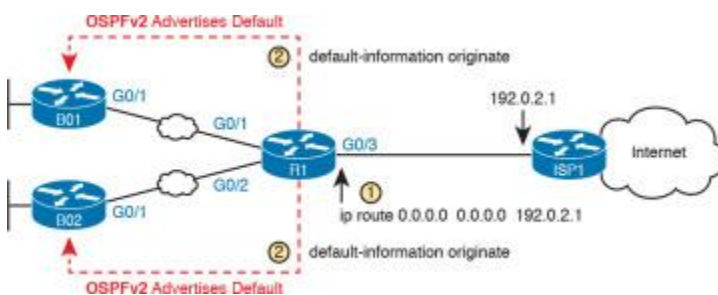 OSPFv2 Advertises Default
② default-information originate
192.0.2.1
B01
G0/1
G0/1
G0/3
R1
ISP1
Internet
G0/2
B02
G0/1
①
ip route 0.0.0.0 0.0.0.0 192.0.2.1
② default-information originate
OSPFv2 Advertises Default